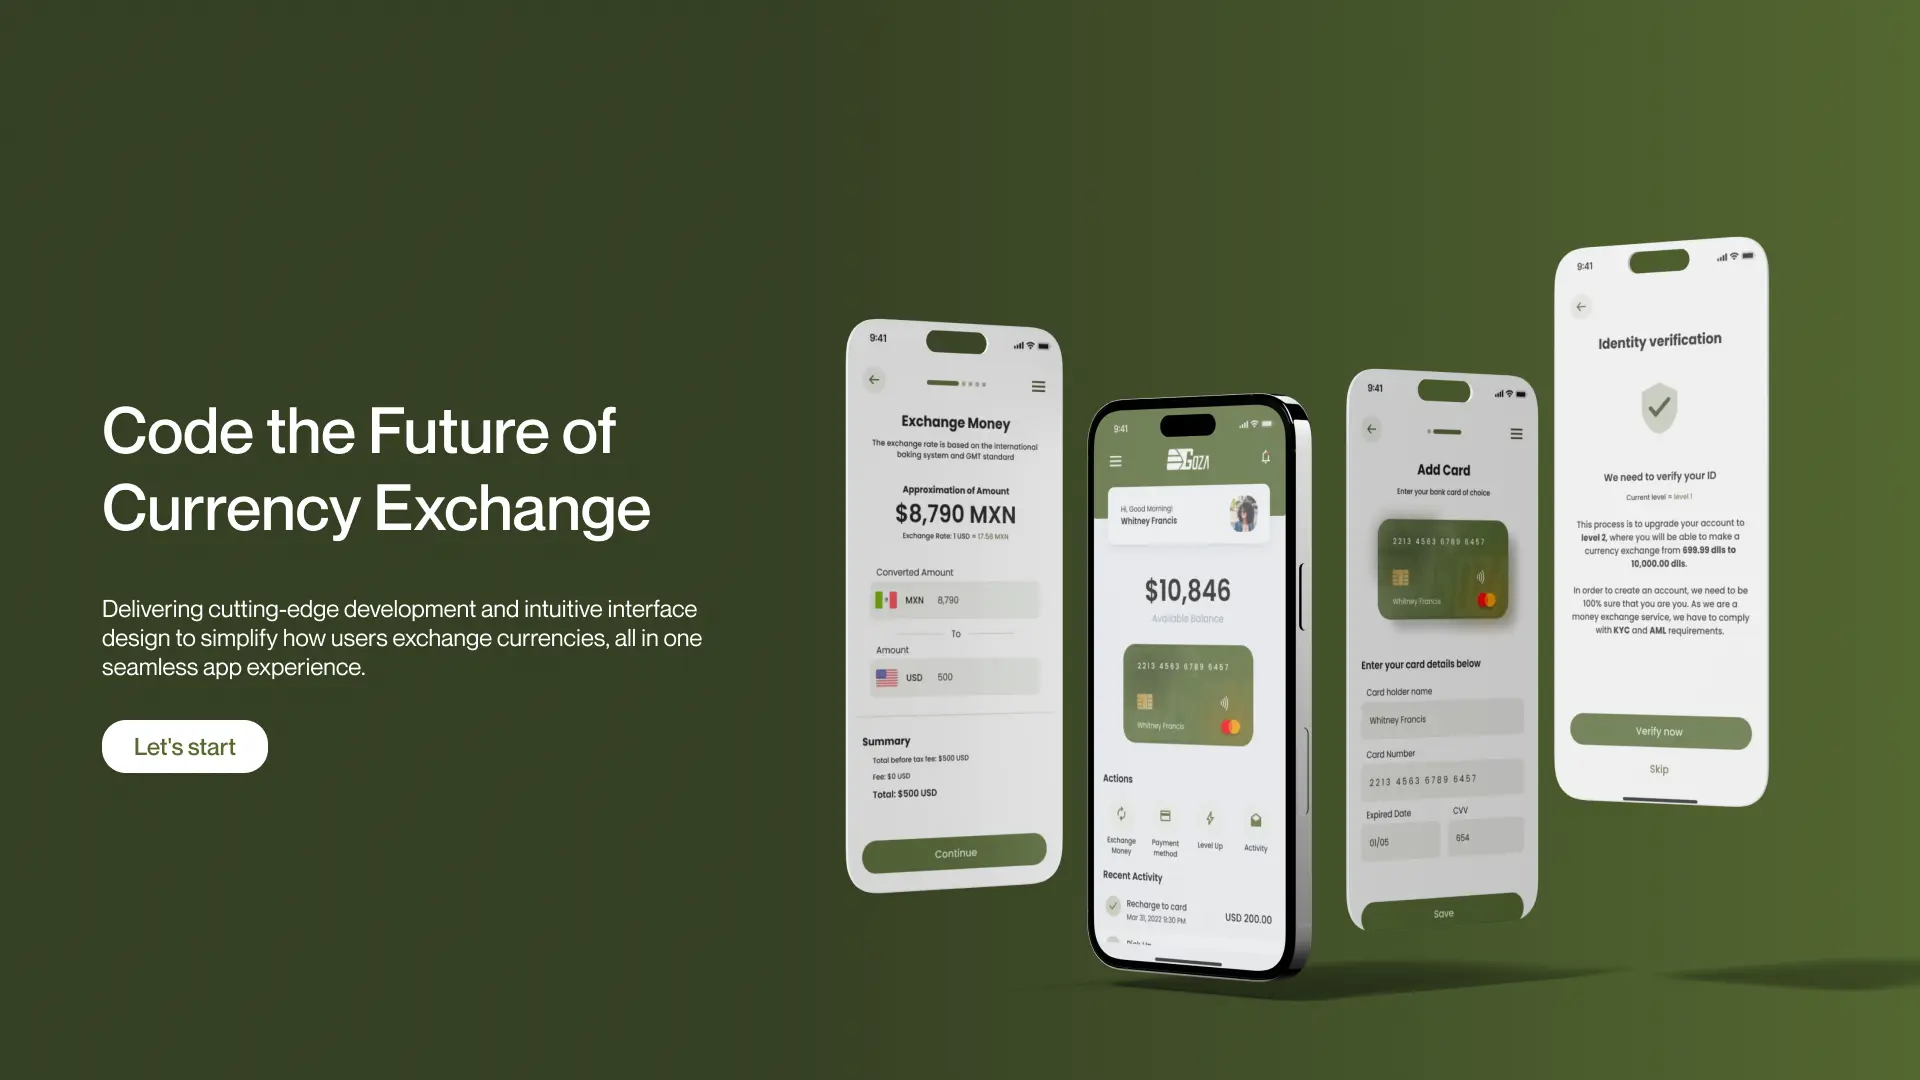 Code the Future of
Currency Exchange
Delivering cutting-edge development and intuitive interface
design to simplify how users exchange currencies, all in one
seamless app experience.
Let's start
9:41
Exchange Money
The exchange rate is based on the international
baking system and GMT standard
Approximation of Amount
$8,790 MXN
Exchange Rate: 1 USD = 17.58 MXN
Converted Amount
MXN 8,790
To
Amount
USD 500
Summary
Total before tax fee: $500 USD
Fee: $0 USD
Total: $500 USD
Continue
9:41
GOZA
Hi, Good Morning!
Whitney Francis
$10,846
Available Balance
2213 4563 6789 6457
Whitney Francis
Actions
Exchange
Money
Payment
method
Level Up
Activity
Recent Activity
Recharge to card
Mar 31, 2022 9:30 PM
USD 200.00
9:41
Add Card
Enter your bank card of choice
2213 4563 6789 6457
Whitney Francis
Enter your card details below
Card holder name
Whitney Francis
Card Number
2213 4563 6789 6457
Expired Date
CVV
01/05
654
Save
9:41
Identity verification
We need to verify your ID
Current level = level 1
This process is to upgrade your account to
level 2, where you will be able to make a
currency exchange from 699.99 dlls to
10,000.00 dlls.
In order to create an account, we need to be
100% sure that you are you. As we are a
money exchange service, we have to comply
with KYC and AML requirements.
Verify now
Skip